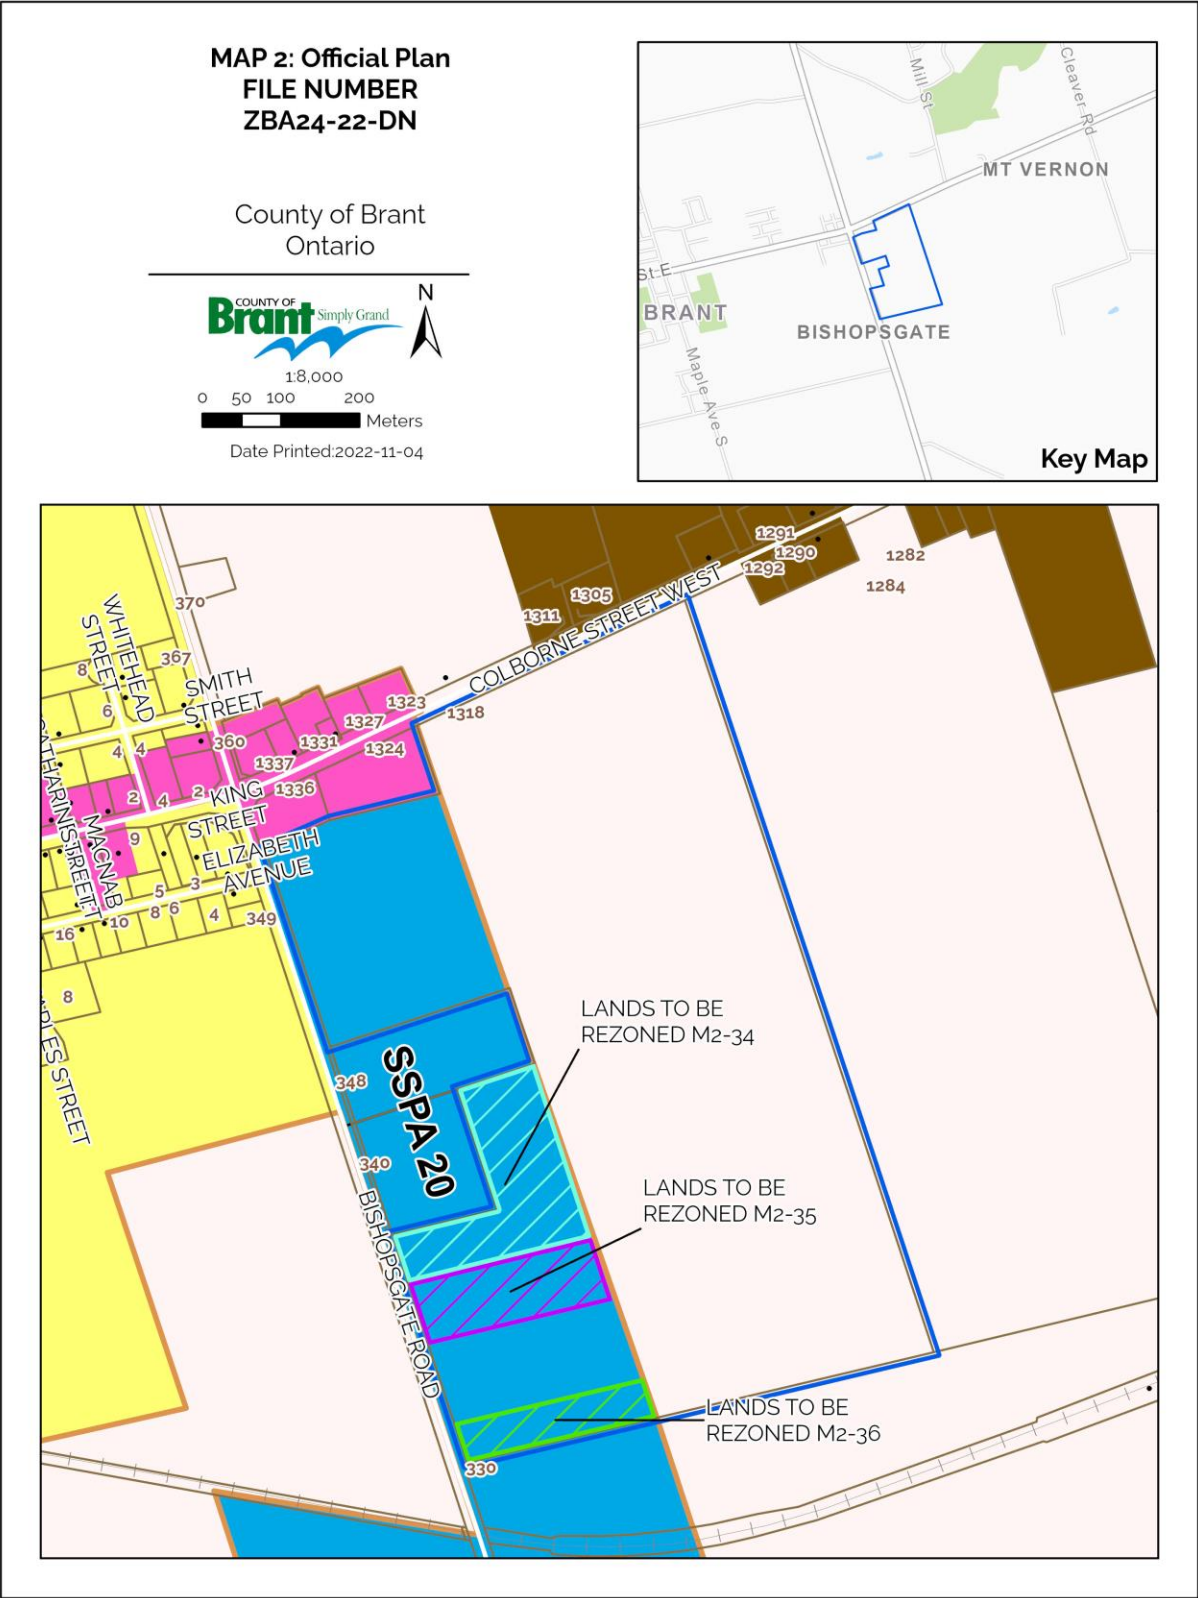 MAP 2: Official Plan
FILE NUMBER
ZBA24-22-DN
County of Brant
Ontario
COUNTY OF
Brant Simply Grand
N
1:8,000
0 50 100 200
Meters
Date Printed:2022-11-04
Mill St
Cleaver Rd
MT VERNON
St E
BRANT
BISHOPSGATE
Maple Ave S
Key Map
1291
1290
1292
1282
1284
1305
1311
COLBORNE STREET WEST
370
WHITEHEAD
STREET
367
8
SMITH
STREET
6
1323
1318
1327
360
1331
1324
4 4
1337
1336
2
4
2
KING
STREET
MACNAB
9
ELIZABETH
AVENUE
3
5
8 6
4
349
10
16
8
348
SSPA 20
LANDS TO BE
REZONED M2-34
340
LANDS TO BE
REZONED M2-35
BISHOPSGATE ROAD
LANDS TO BE
REZONED M2-36
330